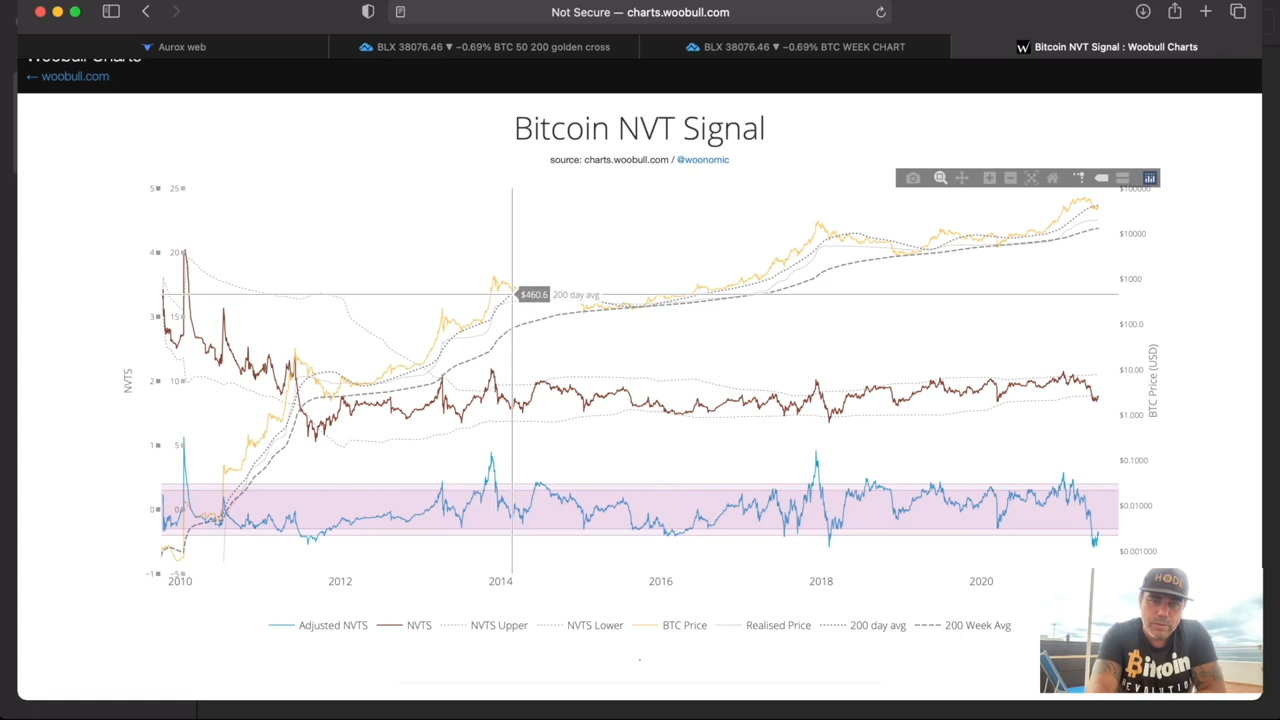 Not Secure — charts.woobull.com
Aurox web
BLX 38076.46 ▼ −0.69% BTC 50 200 golden cross
BLX 38076.46 ▼ −0.69% BTC WEEK CHART
W Bitcoin NVT Signal : Woobull Charts
Woobull Charts
← woobull.com
Bitcoin NVT Signal
source: charts.woobull.com / @woonomic
5 25 $100000
4 20 $10000
$1000
$460.6 200 day avg
3 15 $100.0
2 10 $10.00
$1.000
1 5 $0.1000
0 0 $0.01000
−1 −5 $0.001000
NVTS
BTC Price (USD)
2010 2012 2014 2016 2018 2020
Adjusted NVTS NVTS NVTS Upper NVTS Lower BTC Price Realised Price 200 day avg 200 Week Avg
HODL
Bitcoin
REVOLUTION